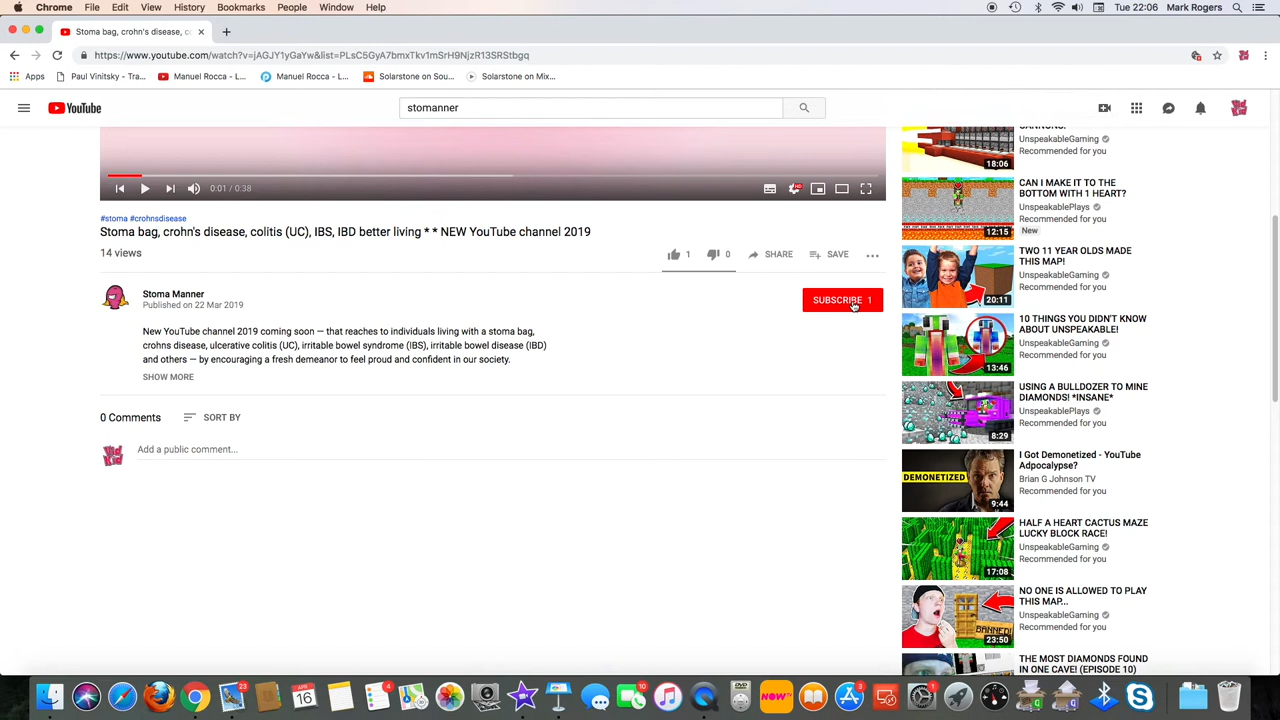 Chrome File Edit View History Bookmarks People Window Help Tue 22:06 Mark Rogers
Stoma bag, crohn's disease, co
https://www.youtube.com/watch?v=jAGJY1yGaYw&list=PLsC5GyA7bmxTkv1mSrH9NjzR13SRStbgq
Apps Paul Vinitsky - Tra... Manuel Rocca - L... Manuel Rocca - L... Solarstone on Sou... Solarstone on Mix...
YouTube stomanner
CANNONS!
UnspeakableGaming
Recommended for you
18:06
CAN I MAKE IT TO THE
BOTTOM WITH 1 HEART?
UnspeakablePlays
Recommended for you
New
12:15
0:01 / 0:38
#stoma #crohnsdisease
Stoma bag, crohn's disease, colitis (UC), IBS, IBD better living * * NEW YouTube channel 2019
14 views
1 0 SHARE SAVE
Stoma Manner
Published on 22 Mar 2019
SUBSCRIBE 1
New YouTube channel 2019 coming soon — that reaches to individuals living with a stoma bag,
crohns disease, ulcerative colitis (UC), irritable bowel syndrome (IBS), irritable bowel disease (IBD)
and others — by encouraging a fresh demeanor to feel proud and confident in our society.
SHOW MORE
0 Comments SORT BY
Add a public comment...
TWO 11 YEAR OLDS MADE
THIS MAP!
UnspeakableGaming
Recommended for you
20:11
10 THINGS YOU DIDN'T KNOW
ABOUT UNSPEAKABLE!
UnspeakableGaming
Recommended for you
13:46
USING A BULLDOZER TO MINE
DIAMONDS! *INSANE*
UnspeakablePlays
Recommended for you
8:29
I Got Demonetized - YouTube
Adpocalypse?
Brian G Johnson TV
Recommended for you
DEMONETIZED
9:44
HALF A HEART CACTUS MAZE
LUCKY BLOCK RACE!
UnspeakableGaming
Recommended for you
17:08
NO ONE IS ALLOWED TO PLAY
THIS MAP...
UnspeakableGaming
Recommended for you
BANNED!
23:50
THE MOST DIAMONDS FOUND
IN ONE CAVE! (EPISODE 10)
23 APR 16 4 10 NOW 3 1